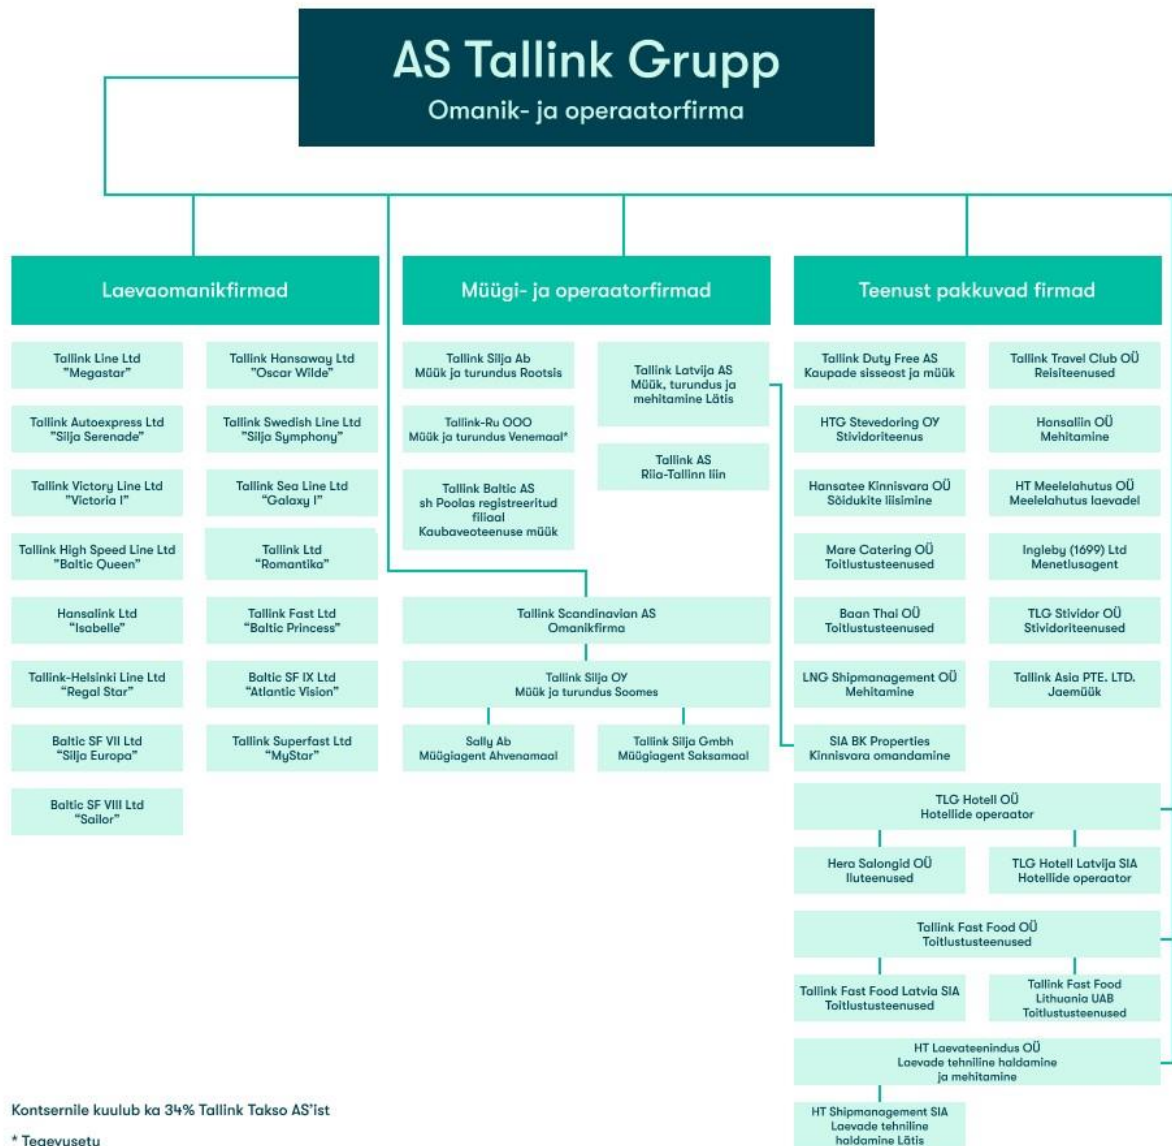 AS Tallink Grupp
Omanik- ja operaatorfirma
Laevaomanikfirmad
Tallink Line Ltd
"Megastar"
Tallink Hansaway Ltd
"Oscar Wilde"
Tallink Autoexpress Ltd
"Silja Serenade"
Tallink Swedish Line Ltd
"Silja Symphony"
Tallink Victory Line Ltd
"Victoria I"
Tallink Sea Line Ltd
"Galaxy I"
Tallink High Speed Line Ltd
"Baltic Queen"
Tallink Ltd
"Romantika"
Hansalink Ltd
"Isabelle"
Tallink Fast Ltd
"Baltic Princess"
Tallink-Helsinki Line Ltd
"Regal Star"
Baltic SF IX Ltd
"Atlantic Vision"
Baltic SF VII Ltd
"Silja Europa"
Tallink Superfast Ltd
"MyStar"
Baltic SF VIII Ltd
"Sailor"
Müügi- ja operaatorfirmad
Tallink Silja Ab
Müük ja turundus Rootsis
Tallink Latvija AS
Müük, turundus ja
mehitamine Lätis
Tallink-Ru OOO
Müük ja turundus Venemaal*
Tallink AS
Riia-Tallinn liin
Tallink Baltic AS
sh Poolas registreeritud
filiaal
Kaubaveoteenuse müük
Tallink Scandinavian AS
Omanikfirma
Tallink Silja OY
Müük ja turundus Soomes
Sally Ab
Müügiagent Ahvenamaal
Tallink Silja Gmbh
Müügiagent Saksamaal
Teenust pakkuvad firmad
Tallink Duty Free AS
Kaupade sisseost ja müük
Tallink Travel Club OÜ
Reisiteenused
HTG Stevedoring OY
Stividoriteenus
Hansaliin OÜ
Mehitamine
Hansatee Kinnisvara OÜ
Sõidukite liisimine
HT Meelelahutus OÜ
Meelelahutus laevadel
Mare Catering OÜ
Toitlustusteenused
Ingleby (1699) Ltd
Menetlusagent
Baan Thai OÜ
Toitlustusteenused
TLG Stividor OÜ
Stividoriteenused
LNG Shipmanagement OÜ
Mehitamine
Tallink Asia PTE. LTD.
Jaemüük
SIA BK Properties
Kinnisvara omandamine
TLG Hotell OÜ
Hotellide operaator
Hera Salongid OÜ
Iluteenused
TLG Hotell Latvija SIA
Hotellide operaator
Tallink Fast Food OÜ
Toitlustusteenused
Tallink Fast Food Latvia SIA
Toitlustusteenused
Tallink Fast Food
Lithuania UAB
Toitlustusteenused
HT Laevateenindus OÜ
Laevade tehniline haldamine
ja mehitamine
HT Shipmanagement SIA
Laevade tehniline
haldamine Lätis
Kontsernile kuulub ka 34% Tallink Takso AS'ist
* Tegevusetu